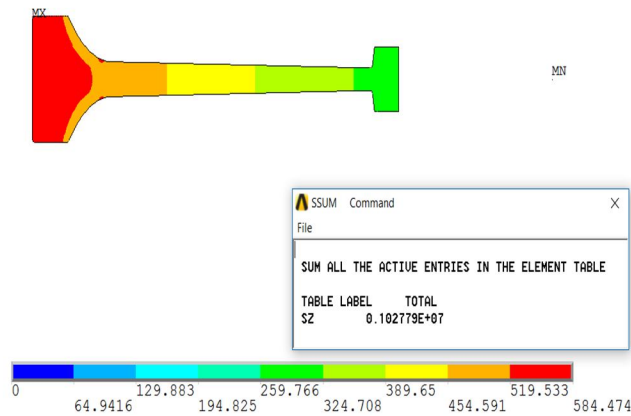 MX
MN
SSUM Command
File
SUM ALL THE ACTIVE ENTRIES IN THE ELEMENT TABLE
TABLE LABEL TOTAL
SZ 0.102779E+07
0 129.883 259.766 389.65 519.533
64.9416 194.825 324.708 454.591 584.474